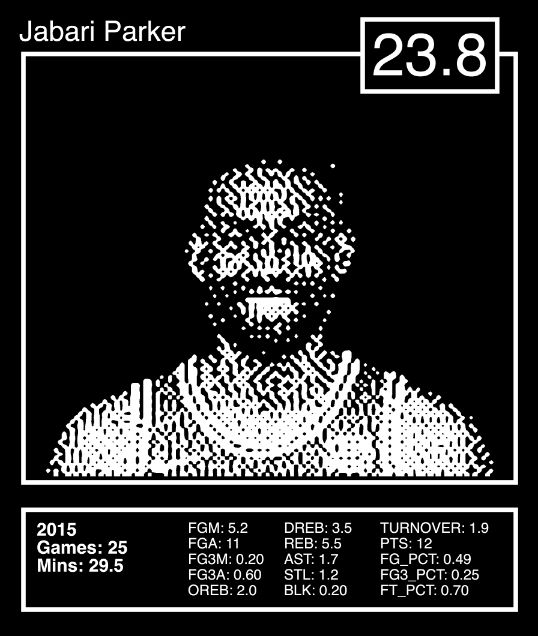 Jabari Parker
23.8
2015
Games: 25
Mins: 29.5
FGM: 5.2
FGA: 11
FG3M: 0.20
FG3A: 0.60
OREB: 2.0
DREB: 3.5
REB: 5.5
AST: 1.7
STL: 1.2
BLK: 0.20
TURNOVER: 1.9
PTS: 12
FG_PCT: 0.49
FG3_PCT: 0.25
FT_PCT: 0.70